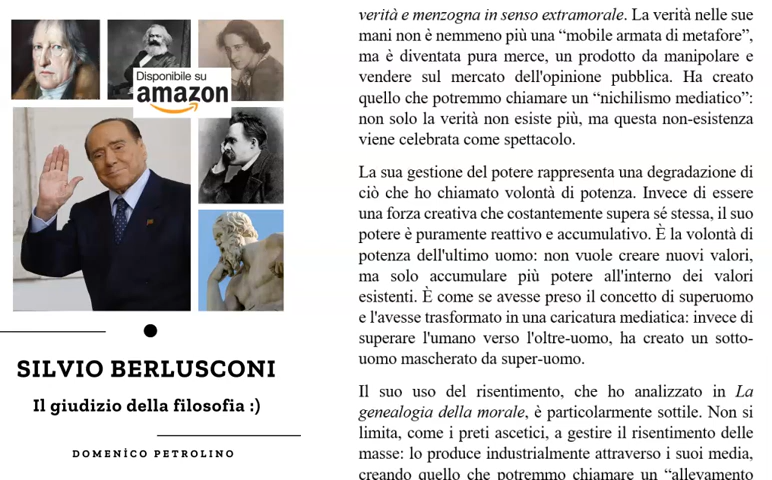 Disponibile su
amazon
SILVIO BERLUSCONI
Il giudizio della filosofia :)
DOMENİCO PETROLINO
verità e menzogna in senso extramorale. La verità nelle sue
mani non è nemmeno più una “mobile armata di metafore”,
ma è diventata pura merce, un prodotto da manipolare e
vendere sul mercato dell'opinione pubblica. Ha creato
quello che potremmo chiamare un “nichilismo mediatico”:
non solo la verità non esiste più, ma questa non-esistenza
viene celebrata come spettacolo.
La sua gestione del potere rappresenta una degradazione di
ciò che ho chiamato volontà di potenza. Invece di essere
una forza creativa che costantemente supera sé stessa, il suo
potere è puramente reattivo e accumulativo. È la volontà di
potenza dell'ultimo uomo: non vuole creare nuovi valori,
ma solo accumulare più potere all'interno dei valori
esistenti. È come se avesse preso il concetto di superuomo
e l'avesse trasformato in una caricatura mediatica: invece di
superare l'umano verso l'oltre-uomo, ha creato un sotto-
uomo mascherato da super-uomo.
Il suo uso del risentimento, che ho analizzato in La
genealogia della morale, è particolarmente sottile. Non si
limita, come i preti ascetici, a gestire il risentimento delle
masse: lo produce industrialmente attraverso i suoi media,
creando quello che potremmo chiamare un “allevamento